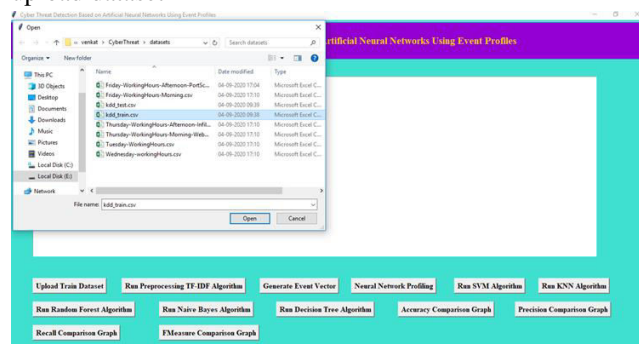 Cyber Threat Detection Based on Artificial Neural Networks Using Event Profiles
Open
rtificial Neural Networks Using Event Profiles
venkat > CyberThreat > datasets
Search datasets
Organize
New folder
Name
Date modified
Type
This PC
3D Objects
Desktop
Documents
Downloads
Music
Pictures
Videos
Local Disk (C:)
Local Disk (E:)
Network
Friday-WorkingHours-Afternoon-PortSc... 04-09-2020 17:04 Microsoft Excel C...
Friday-WorkingHours-Morning.csv 04-09-2020 17:10 Microsoft Excel C...
kdd_test.csv 04-09-2020 09:38 Microsoft Excel C...
kdd_train.csv 04-09-2020 09:38 Microsoft Excel C...
Thursday-WorkingHours-Afternoon-Infil... 04-09-2020 17:10 Microsoft Excel C...
Thursday-WorkingHours-Morning-Web... 04-09-2020 17:10 Microsoft Excel C...
Tuesday-WorkingHours.csv 04-09-2020 17:10 Microsoft Excel C...
Wednesday-workingHours.csv 04-09-2020 17:10 Microsoft Excel C...
File name: kdd_train.csv
Open
Cancel
Upload Train Dataset
Run Preprocessing TF-IDF Algorithm
Generate Event Vector
Neural Network Profiling
Run SVM Algorithm
Run KNN Algorithm
Run Random Forest Algorithm
Run Naive Bayes Algorithm
Run Decision Tree Algorithm
Accuracy Comparison Graph
Precision Comparison Graph
Recall Comparison Graph
FMeasure Comparison Graph